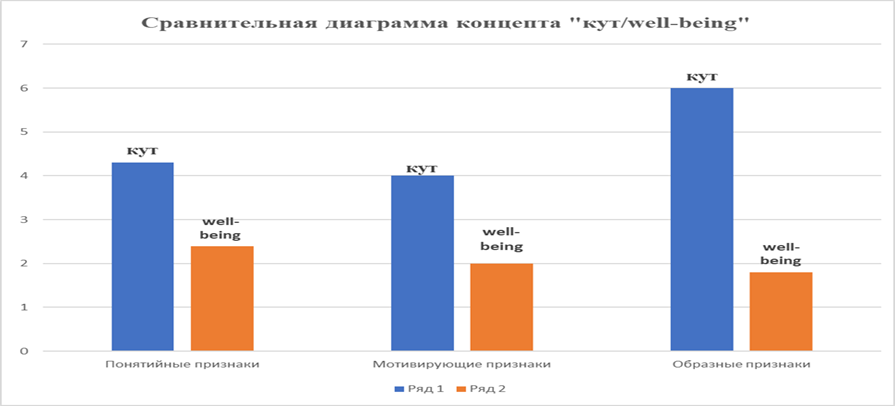 Сравнительная диаграмма концепта "кут/well-being"
7
6
5
4
3
2
1
0
кут
well-
being
кут
well-
being
кут
well-
being
Понятийные признаки
Мотивирующие признаки
Образные признаки
Ряд 1
Ряд 2